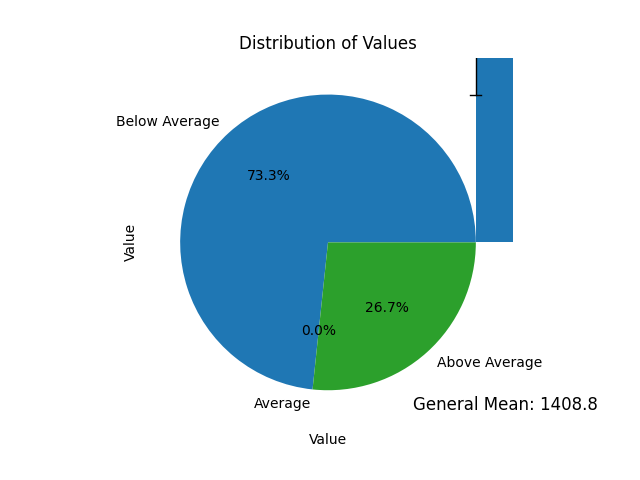 Distribution of Values
Below Average
73.3%
Value
26.7%
0.0%
Above Average
Average
General Mean: 1408.8
Value